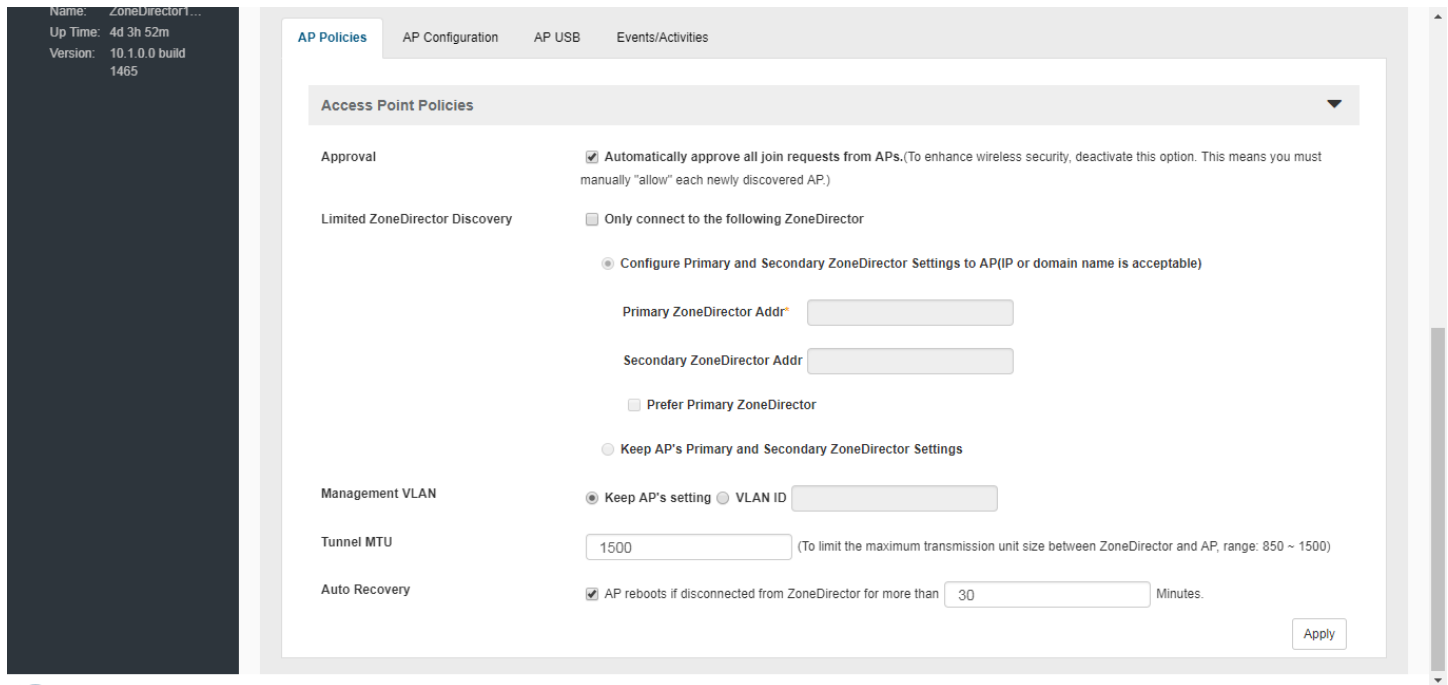 Name: ZoneDirector1...
Up Time: 4d 3h 52m
Version: 10.1.0.0 build
1465
AP Policies AP Configuration AP USB Events/Activities
Access Point Policies
Approval Automatically approve all join requests from APs.(To enhance wireless security, deactivate this option. This means you must
manually "allow" each newly discovered AP.)
Limited ZoneDirector Discovery Only connect to the following ZoneDirector
Configure Primary and Secondary ZoneDirector Settings to AP(IP or domain name is acceptable)
Primary ZoneDirector Addr*
Secondary ZoneDirector Addr
Prefer Primary ZoneDirector
Keep AP's Primary and Secondary ZoneDirector Settings
Management VLAN Keep AP's setting VLAN ID
Tunnel MTU 1500 (To limit the maximum transmission unit size between ZoneDirector and AP, range: 850 ~ 1500)
Auto Recovery AP reboots if disconnected from ZoneDirector for more than 30 Minutes.
Apply